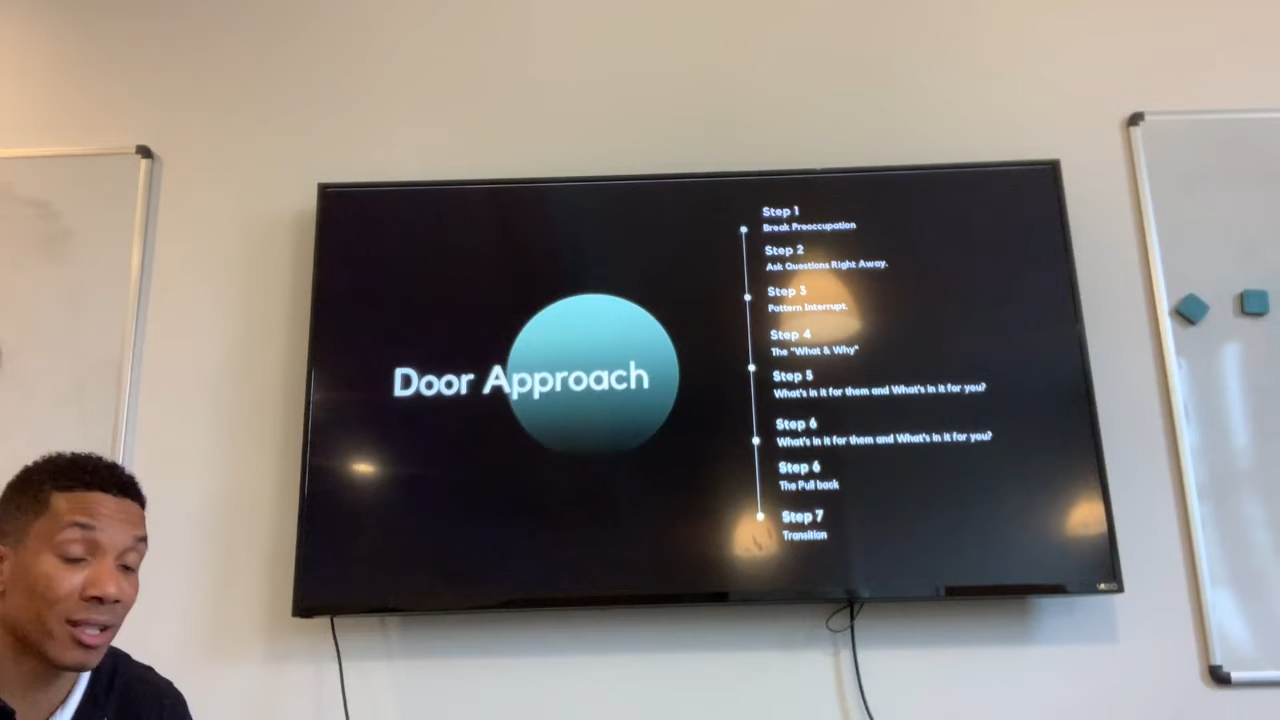 Door Approach
Step 1
Break Preoccupation
Step 2
Ask Questions Right Away.
Step 3
Pattern Interrupt.
Step 4
The "What & Why"
Step 5
What's in it for them and What's in it for you?
Step 6
What's in it for them and What's in it for you?
Step 6
The Pull back
Step 7
Transition
VIZIO